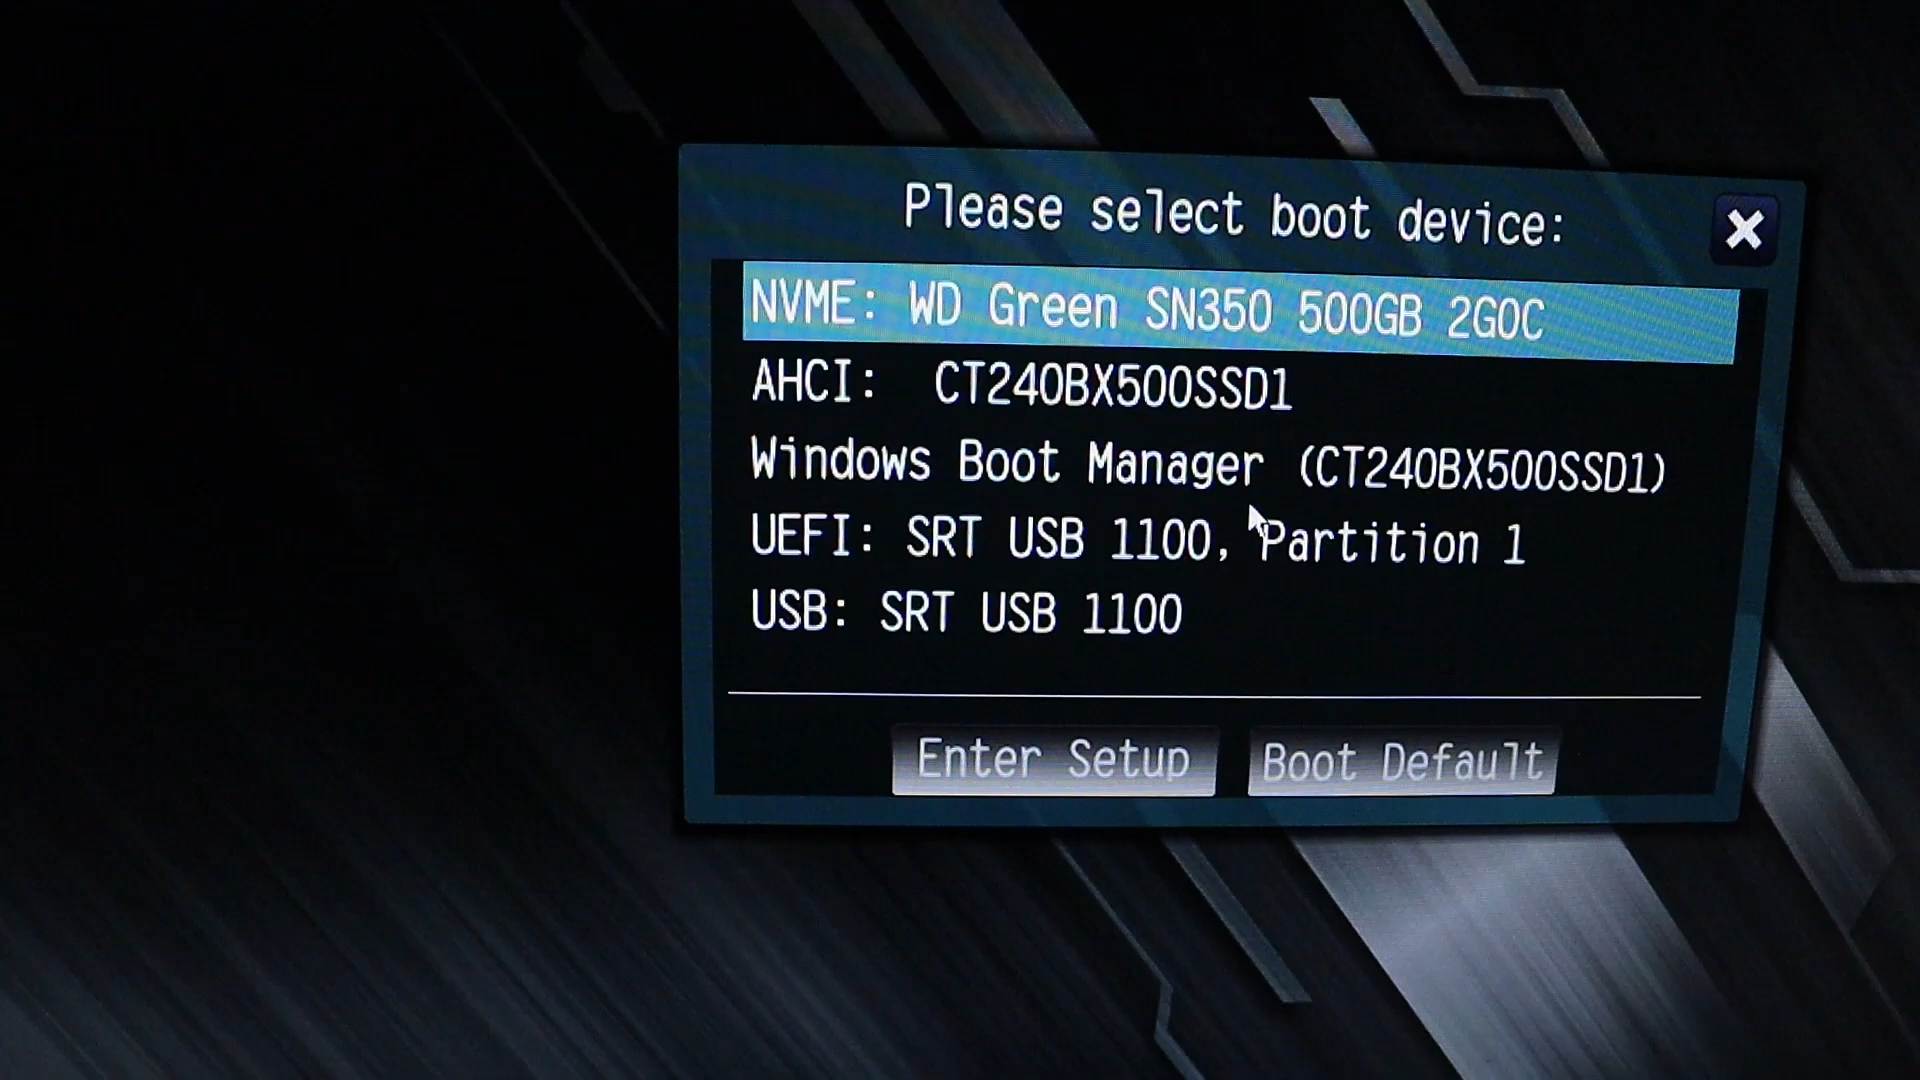 Please select boot device:
NVME: WD Green SN350 500GB 2G0C
AHCI: CT240BX500SSD1
Windows Boot Manager (CT240BX500SSD1)
UEFI: SRT USB 1100, Partition 1
USB: SRT USB 1100
Enter Setup
Boot Default